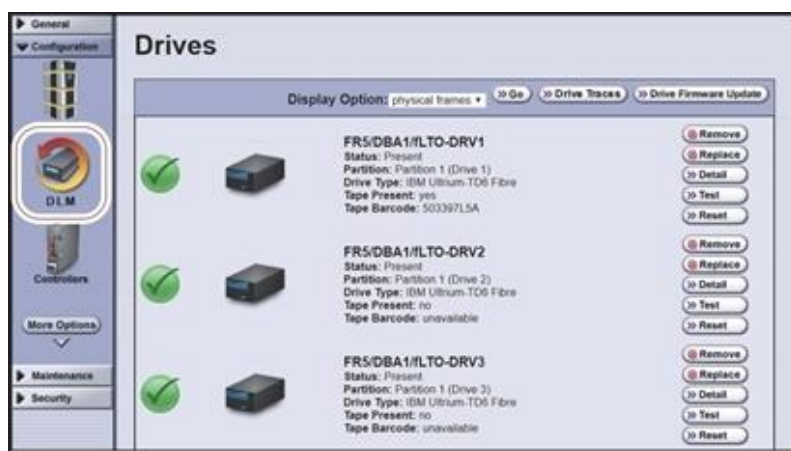 General
Configuration
DLM
Controllers
More Options
Maintenance
Security
Drives
Display Option: physical frames Go Drive Traces Drive Firmware Update
FR5/DBA1/fLTO-DRV1
Status: Present
Partition: Partition 1 (Drive 1)
Drive Type: IBM Ultrium-TD6 Fibre
Tape Present: yes
Tape Barcode: 503397L5A
Remove
Replace
Detail
Test
Reset
FR5/DBA1/fLTO-DRV2
Status: Present
Partition: Partition 1 (Drive 2)
Drive Type: IBM Ultrium-TD6 Fibre
Tape Present: no
Tape Barcode: unavailable
Remove
Replace
Detail
Test
Reset
FR5/DBA1/fLTO-DRV3
Status: Present
Partition: Partition 1 (Drive 3)
Drive Type: IBM Ultrium-TD6 Fibre
Tape Present: no
Tape Barcode: unavailable
Remove
Replace
Detail
Test
Reset